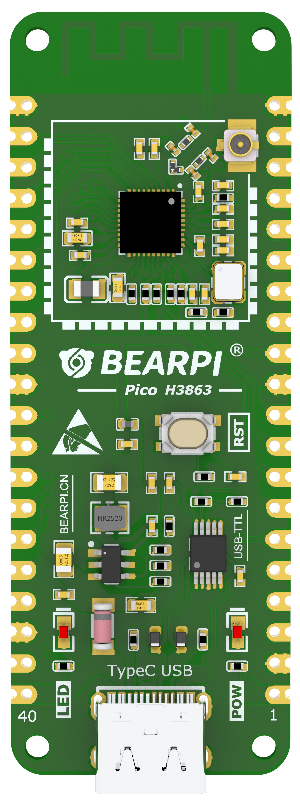 BEARPI ®
Pico H3863
RST
BEARPI.CN
NR2520
USB-TTL
TypeC USB
LED
POW
40
1